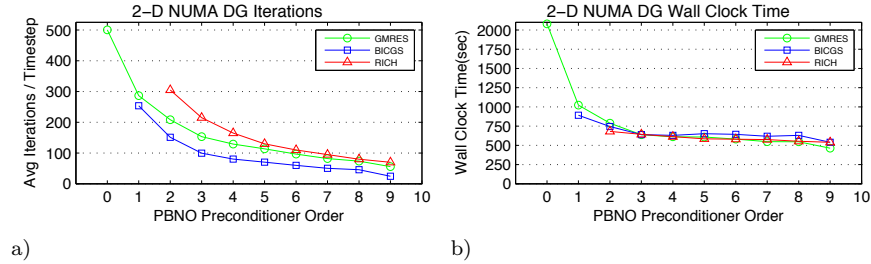 2−D NUMA DG Iterations
500
400
300
200
100
0
Avg Iterations / Timestep
GMRES
BICGS
RICH
0 1 2 3 4 5 6 7 8 9 10
PBNO Preconditioner Order
a)
2−D NUMA DG Wall Clock Time
2000
1750
1500
1250
1000
750
500
250
0
Wall Clock Time(sec)
GMRES
BICGS
RICH
0 1 2 3 4 5 6 7 8 9 10
PBNO Preconditioner Order
b)